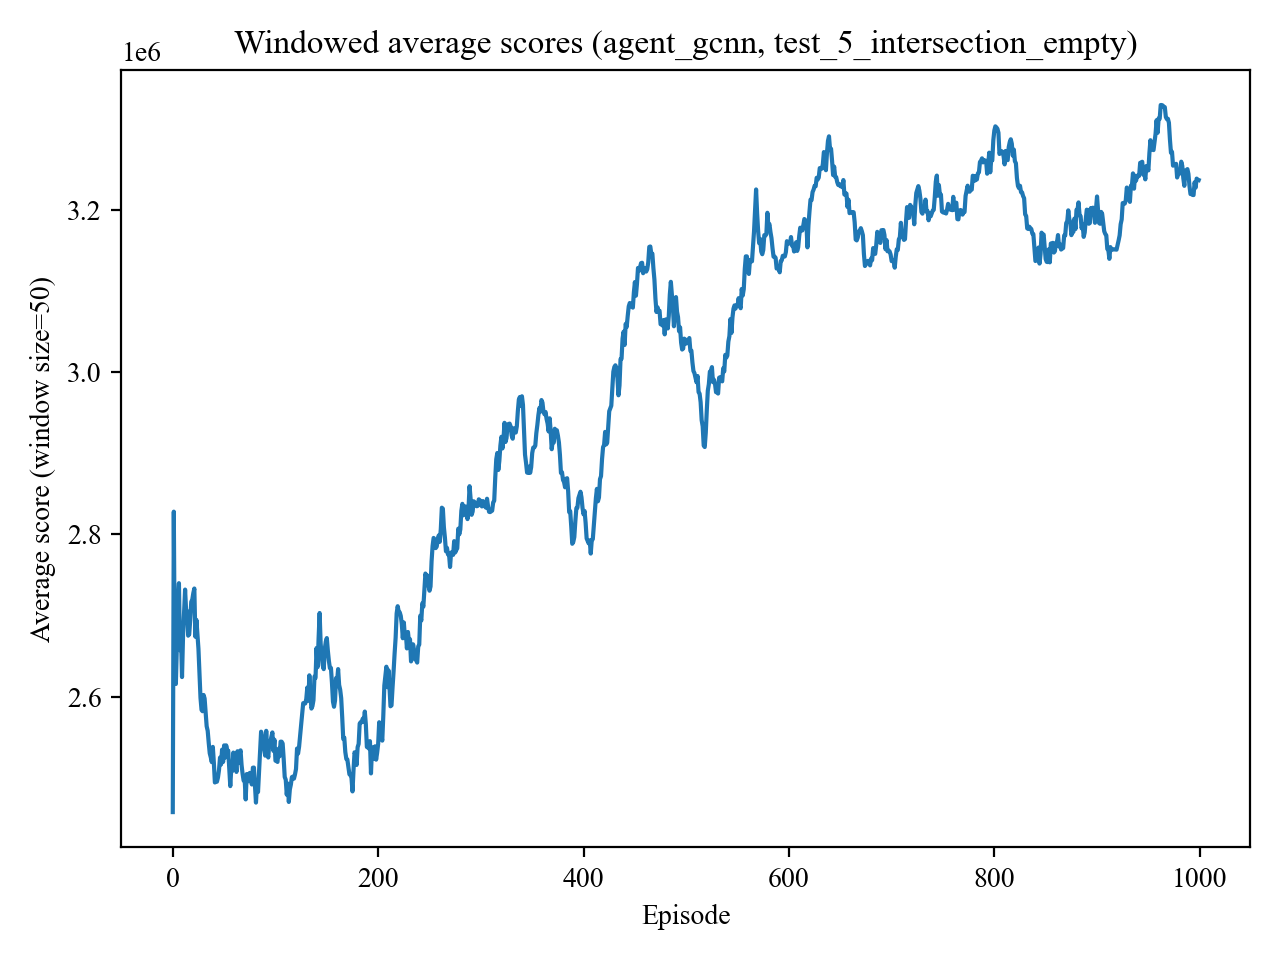 Windowed average scores (agent_gcnn, test_5_intersection_empty)
1e6
3.2
3.0
2.8
2.6
Average score (window size=50)
0 200 400 600 800 1000
Episode